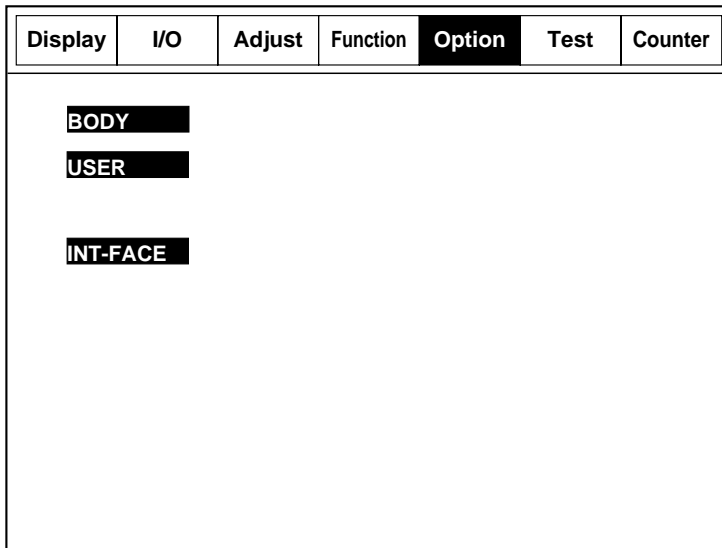 Display I/O Adjust Function Option Test Counter
BODY
USER
INT-FACE